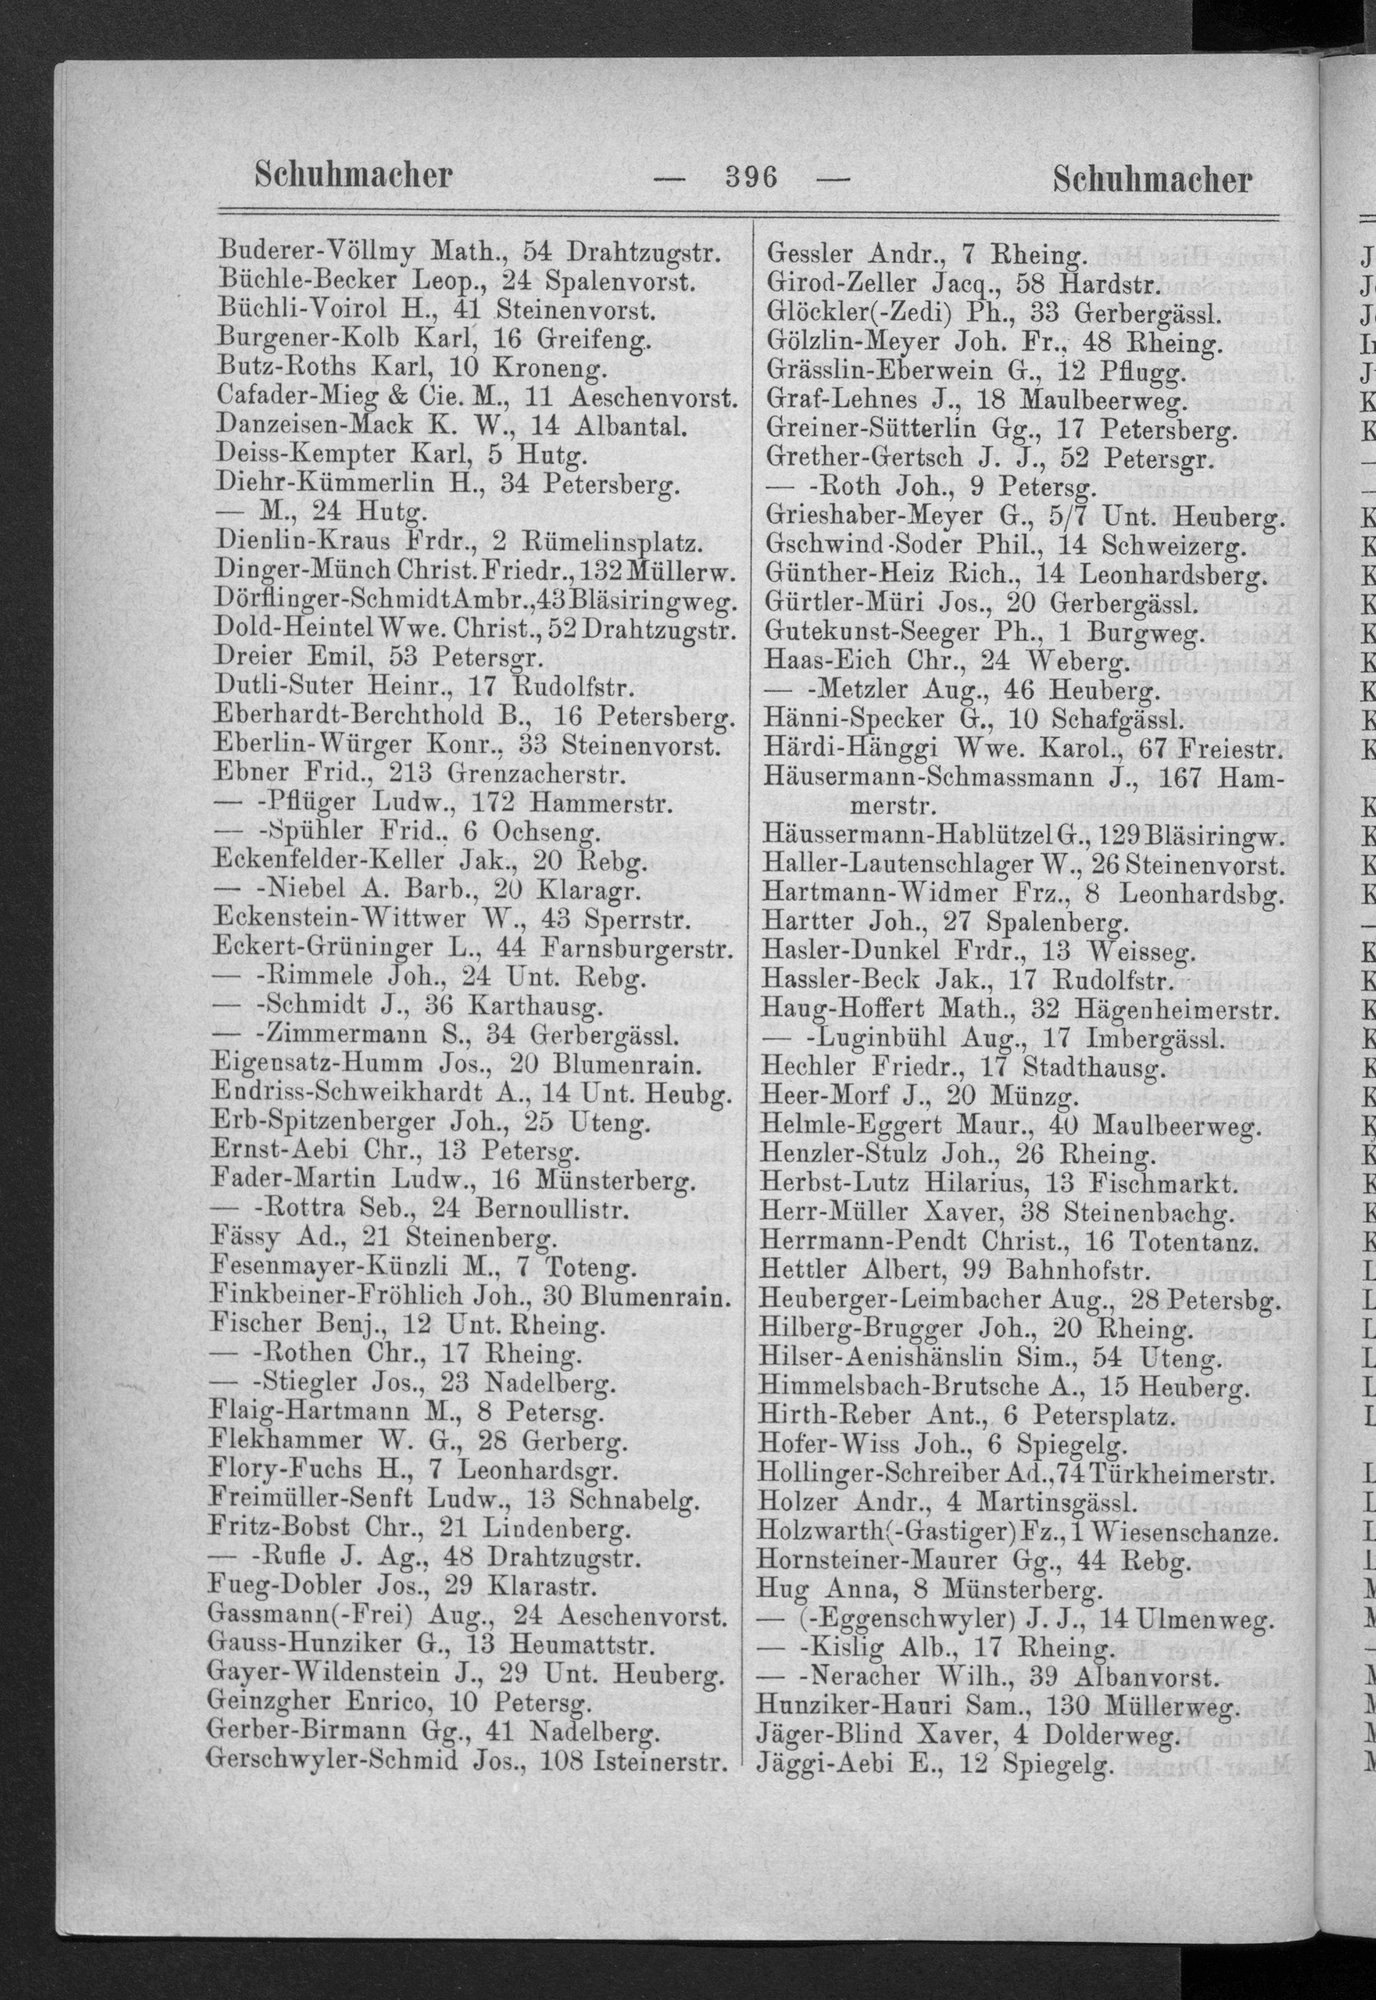 Schuhmacher — 396 — Schuhmacher
Buderer-Völlmy Math., 54 Drahtzugstr.
Büchle-Becker Leop., 24 Spalenvorst.
Büchli-Voirol H., 41 Steinenvorst.
Burgener-Kolb Karl, 16 Greifeng.
Butz-Roths Karl, 10 Kroneng.
Cafader-Mieg & Cie. M., 11 Aeschenvorst.
Danzeisen-Mack K. W., 14 Albantal.
Deiss-Kempter Karl, 5 Hutg.
Diehr-Kümmerlin H., 34 Petersberg.
— M., 24 Hutg.
Dienlin-Kraus Frdr., 2 Rümelinsplatz.
Dinger-Münch Christ. Friedr., 132 Müllerw.
Dörflinger-Schmidt Ambr., 43 Bläsiringweg.
Dold-Heintel Wwe. Christ., 52 Drahtzugstr.
Dreier Emil, 53 Petersgr.
Dutli-Suter Heinr., 17 Rudolfstr.
Eberhardt-Berchthold B., 16 Petersberg.
Eberlin-Würger Konr., 33 Steinenvorst.
Ebner Frid., 213 Grenzacherstr.
— -Pflüger Ludw., 172 Hammerstr.
— -Spühler Frid., 6 Ochseng.
Eckenfelder-Keller Jak., 20 Rebg.
— -Niebel A. Barb., 20 Klaragr.
Eckenstein-Wittwer W., 43 Sperrstr.
Eckert-Grüninger L., 44 Farnsburgerstr.
— -Rimmele Joh., 24 Unt. Rebg.
— -Schmidt J., 36 Karthausg.
— -Zimmermann S., 34 Gerbergässl.
Eigensatz-Humm Jos., 20 Blumenrain.
Endriss-Schweikhardt A., 14 Unt. Heubg.
Erb-Spitzenberger Joh., 25 Uteng.
Ernst-Aebi Chr., 13 Petersg.
Fader-Martin Ludw., 16 Münsterberg.
— -Rottra Seb., 24 Bernoullistr.
Fässy Ad., 21 Steinenberg.
Fesenmayer-Künzli M., 7 Toteng.
Finkbeiner-Fröhlich Joh., 30 Blumenrain.
Fischer Benj., 12 Unt. Rheing.
— -Rothen Chr., 17 Rheing.
— -Stiegler Jos., 23 Nadelberg.
Flaig-Hartmann M., 8 Petersg.
Flekhammer W. G., 28 Gerberg.
Flory-Fuchs H., 7 Leonhardsgr.
Freimüller-Senft Ludw., 13 Schnabelg.
Fritz-Bobst Chr., 21 Lindenberg.
— -Rufle J. Ag., 48 Drahtzugstr.
Fueg-Dobler Jos., 29 Klarastr.
Gassmann(-Frei) Aug., 24 Aeschenvorst.
Gauss-Hunziker G., 13 Heumattstr.
Gayer-Wildenstein J., 29 Unt. Heuberg.
Geinzgher Enrico, 10 Petersg.
Gerber-Birmann Gg., 41 Nadelberg.
Gerschwyler-Schmid Jos., 108 Isteinerstr.
Gessler Andr., 7 Rheing.
Girod-Zeller Jacq., 58 Hardstr.
Glöckler(-Zedi) Ph., 33 Gerbergässl.
Gölzlin-Meyer Joh. Fr., 48 Rheing.
Grässlin-Eberwein G., 12 Pflugg.
Graf-Lehnes J., 18 Maulbeerweg.
Greiner-Sütterlin Gg., 17 Petersberg.
Grether-Gertsch J. J., 52 Petersgr.
— -Roth Joh., 9 Petersg.
Grieshaber-Meyer G., 5/7 Unt. Heuberg.
Gschwind-Soder Phil., 14 Schweizerg.
Günther-Heiz Rich., 14 Leonhardsberg.
Gürtler-Müri Jos., 20 Gerbergässl.
Gutekunst-Seeger Ph., 1 Burgweg.
Haas-Eich Chr., 24 Weberg.
— -Metzler Aug., 46 Heuberg.
Hänni-Specker G., 10 Schafgässl.
Härdi-Hänggi Wwe. Karol., 67 Freiestr.
Häusermann-Schmassmann J., 167 Ham-
merstr.
Häussermann-Hablützel G., 129 Bläsiringw.
Haller-Lautenschlager W., 26 Steinenvorst.
Hartmann-Widmer Frz., 8 Leonhardsbg.
Hartter Joh., 27 Spalenberg.
Hasler-Dunkel Frdr., 13 Weisseg.
Hassler-Beck Jak., 17 Rudolfstr.
Haug-Hoffert Math., 32 Hägenheimerstr.
— -Luginbühl Aug., 17 Imbergässl.
Hechler Friedr., 17 Stadthausg.
Heer-Morf J., 20 Münzg.
Helmle-Eggert Maur., 40 Maulbeerweg.
Henzler-Stulz Joh., 26 Rheing.
Herbst-Lutz Hilarius, 13 Fischmarkt.
Herr-Müller Xaver, 38 Steinenbachg.
Herrmann-Pendt Christ., 16 Totentanz.
Hettler Albert, 99 Bahnhofstr.
Heuberger-Leimbacher Aug., 28 Petersbg.
Hilberg-Brugger Joh., 20 Rheing.
Hilser-Aenishänslin Sim., 54 Uteng.
Himmelsbach-Brutsche A., 15 Heuberg.
Hirth-Reber Ant., 6 Petersplatz.
Hofer-Wiss Joh., 6 Spiegelg.
Hollinger-Schreiber Ad., 74 Türkheimerstr.
Holzer Andr., 4 Martinsgässl.
Holzwarth(-Gastiger) Fz., 1 Wiesenschanze.
Hornsteiner-Maurer Gg., 44 Rebg.
Hug Anna, 8 Münsterberg.
— (-Eggenschwyler) J. J., 14 Ulmenweg.
— -Kislig Alb., 17 Rheing.
— -Neracher Wilh., 39 Albanvorst.
Hunziker-Hauri Sam., 130 Müllerweg.
Jäger-Blind Xaver, 4 Dolderweg.
Jäggi-Aebi E., 12 Spiegelg.